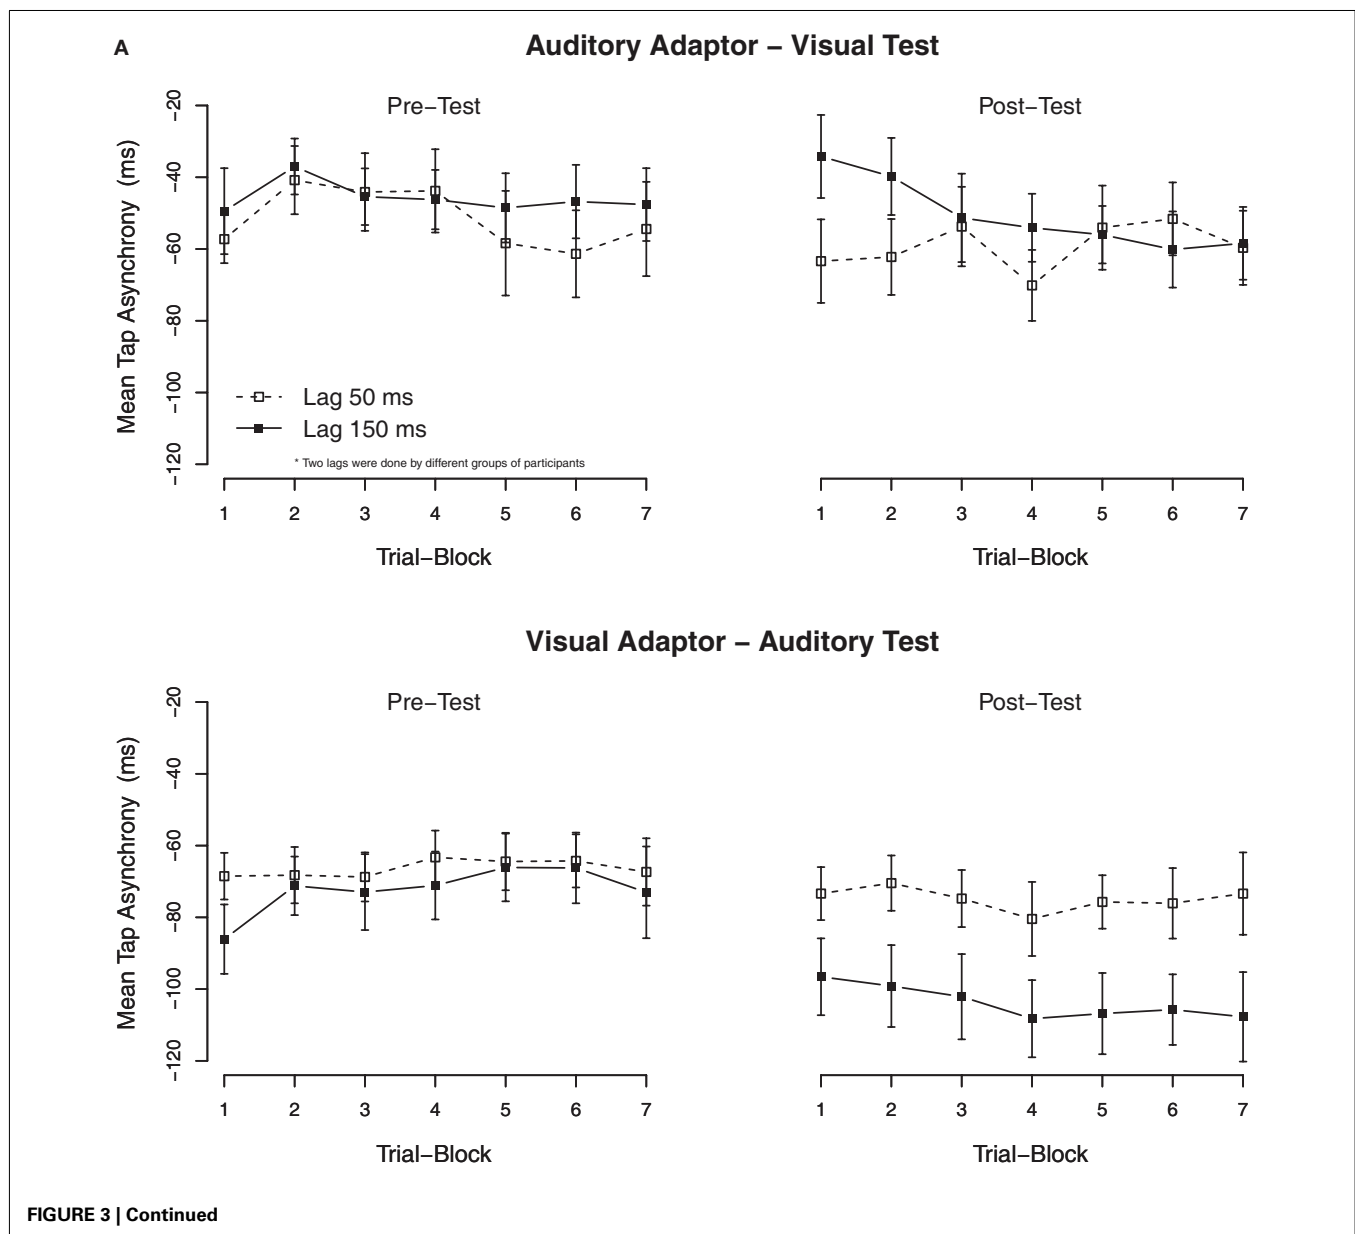 A
Auditory Adaptor – Visual Test
Pre–Test
Post–Test
Mean Tap Asynchrony (ms)
−20
−40
−60
−80
−100
−120
Lag 50 ms
Lag 150 ms
* Two lags were done by different groups of participants
1 2 3 4 5 6 7
1 2 3 4 5 6 7
Trial–Block
Trial–Block
Visual Adaptor – Auditory Test
Pre–Test
Post–Test
Mean Tap Asynchrony (ms)
−20
−40
−60
−80
−100
−120
1 2 3 4 5 6 7
1 2 3 4 5 6 7
Trial–Block
Trial–Block
FIGURE 3 | Continued